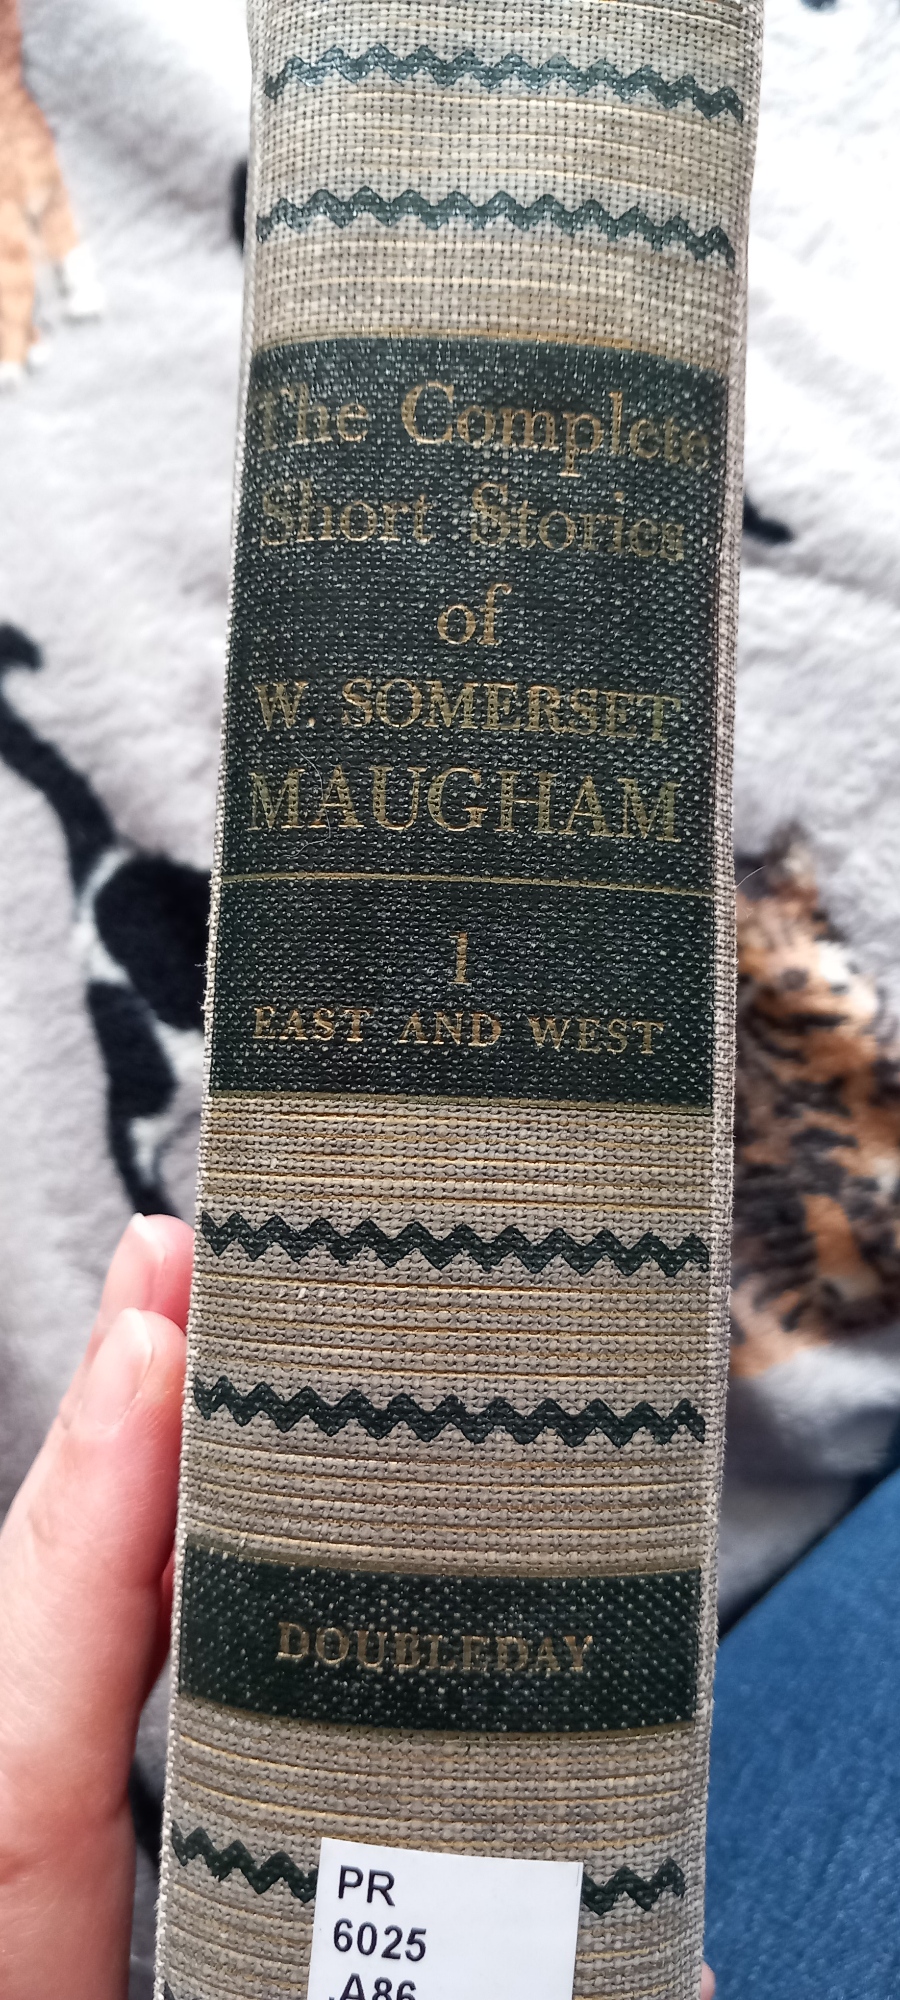 The Complete
Short Stories
of
W. SOMERSET
MAUGHAM
1
EAST AND WEST
DOUBLEDAY
PR
6025
.A86